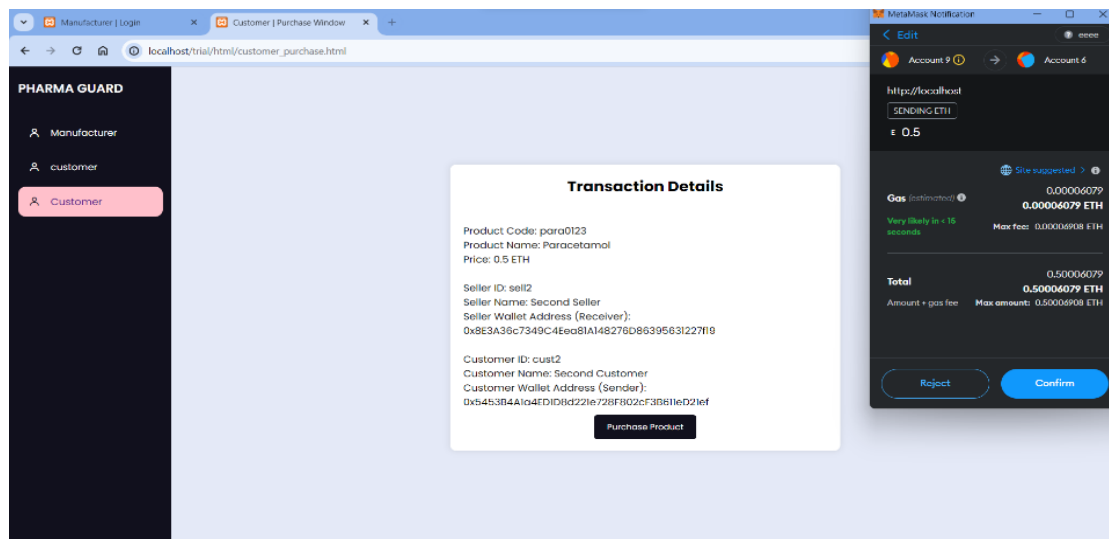 Manufacturer | Login
Customer | Purchase Window
localhost/trial/html/customer_purchase.html
PHARMA GUARD
Manufacturer
customer
Customer
Transaction Details
Product Code: para0123
Product Name: Paracetamol
Price: 0.5 ETH
Seller ID: sell2
Seller Name: Second Seller
Seller Wallet Address (Receiver):
Customer ID: cust2
Customer Name: Second Customer
Customer Wallet Address (Sender):
Purchase Product
MetaMask Notification
Edit
eeee
Account 9
Account 6
http://localhost
SENDING ETH
0.5
Site suggested >
Gas (estimated)
0.00006079
0.00006079 ETH
Very likely in < 15
seconds
Max fee: 0.00006908 ETH
Total
0.50006079
0.50006079 ETH
Amount + gas fee
Max amount: 0.50006908 ETH
Reject
Confirm